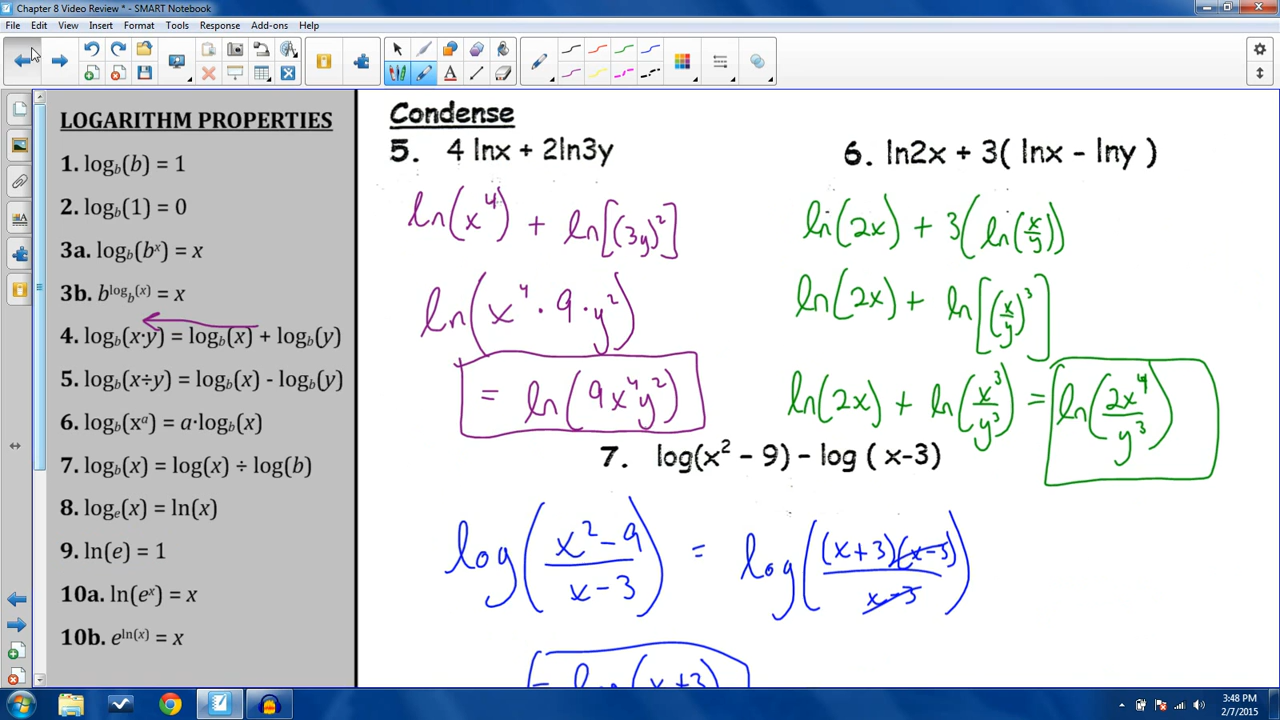 Chapter 8 Video Review * - SMART Notebook
File Edit View Insert Format Tools Response Add-ons Help
LOGARITHM PROPERTIES
1. log_b(b) = 1
2. log_b(1) = 0
3a. log_b(b^x) = x
3b. b^(log_b(x)) = x
4. log_b(x·y) = log_b(x) + log_b(y)
5. log_b(x÷y) = log_b(x) - log_b(y)
6. log_b(x^a) = a·log_b(x)
7. log_b(x) = log(x) ÷ log(b)
8. log_e(x) = ln(x)
9. ln(e) = 1
10a. ln(e^x) = x
10b. e^(ln(x)) = x
Condense
5. 4 lnx + 2ln3y
ln(x^4) + ln[(3y)^2]
ln(x^4 · 9 · y^2)
= ln(9x^4y^2)
6. ln2x + 3( lnx - lny )
ln(2x) + 3(ln(x/y))
ln(2x) + ln[(x/y)^3]
ln(2x) + ln(x^3/y^3) = ln(2x^4/y^3)
7. log(x² - 9) - log ( x-3)
log((x²-9)/(x-3)) = log((x+3)(x-3)/(x-3))
= log(x+3)
3:48 PM
2/7/2015